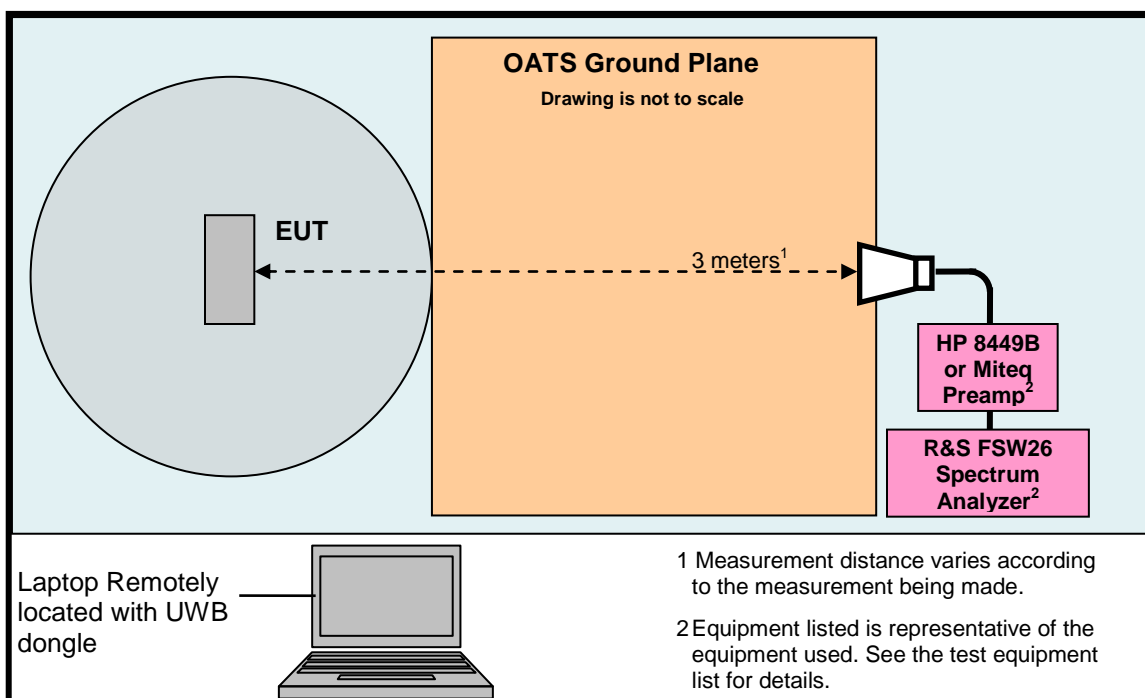 OATS Ground Plane
Drawing is not to scale
EUT
3 meters1
HP 8449B
or Miteq
Preamp2
R&S FSW26
Spectrum
Analyzer2
Laptop Remotely
located with UWB
dongle
1 Measurement distance varies according
to the measurement being made.
2 Equipment listed is representative of the
equipment used. See the test equipment
list for details.